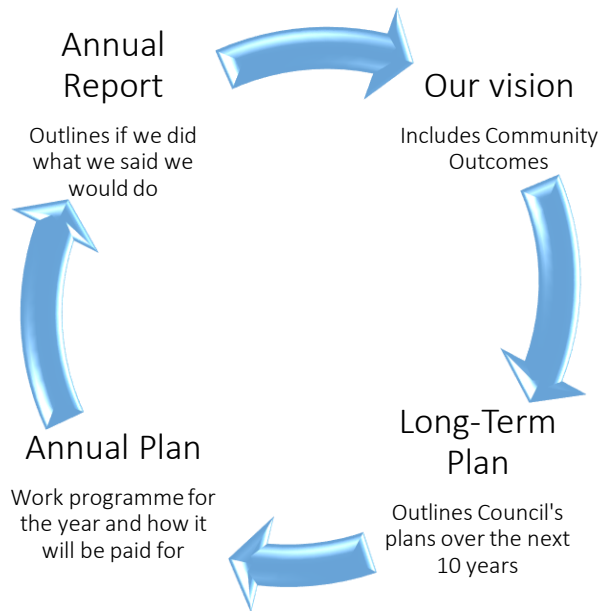 Annual
Report
Outlines if we did
what we said we
would do
Our vision
Includes Community
Outcomes
Long-Term
Plan
Outlines Council's
plans over the next
10 years
Annual Plan
Work programme for
the year and how it
will be paid for